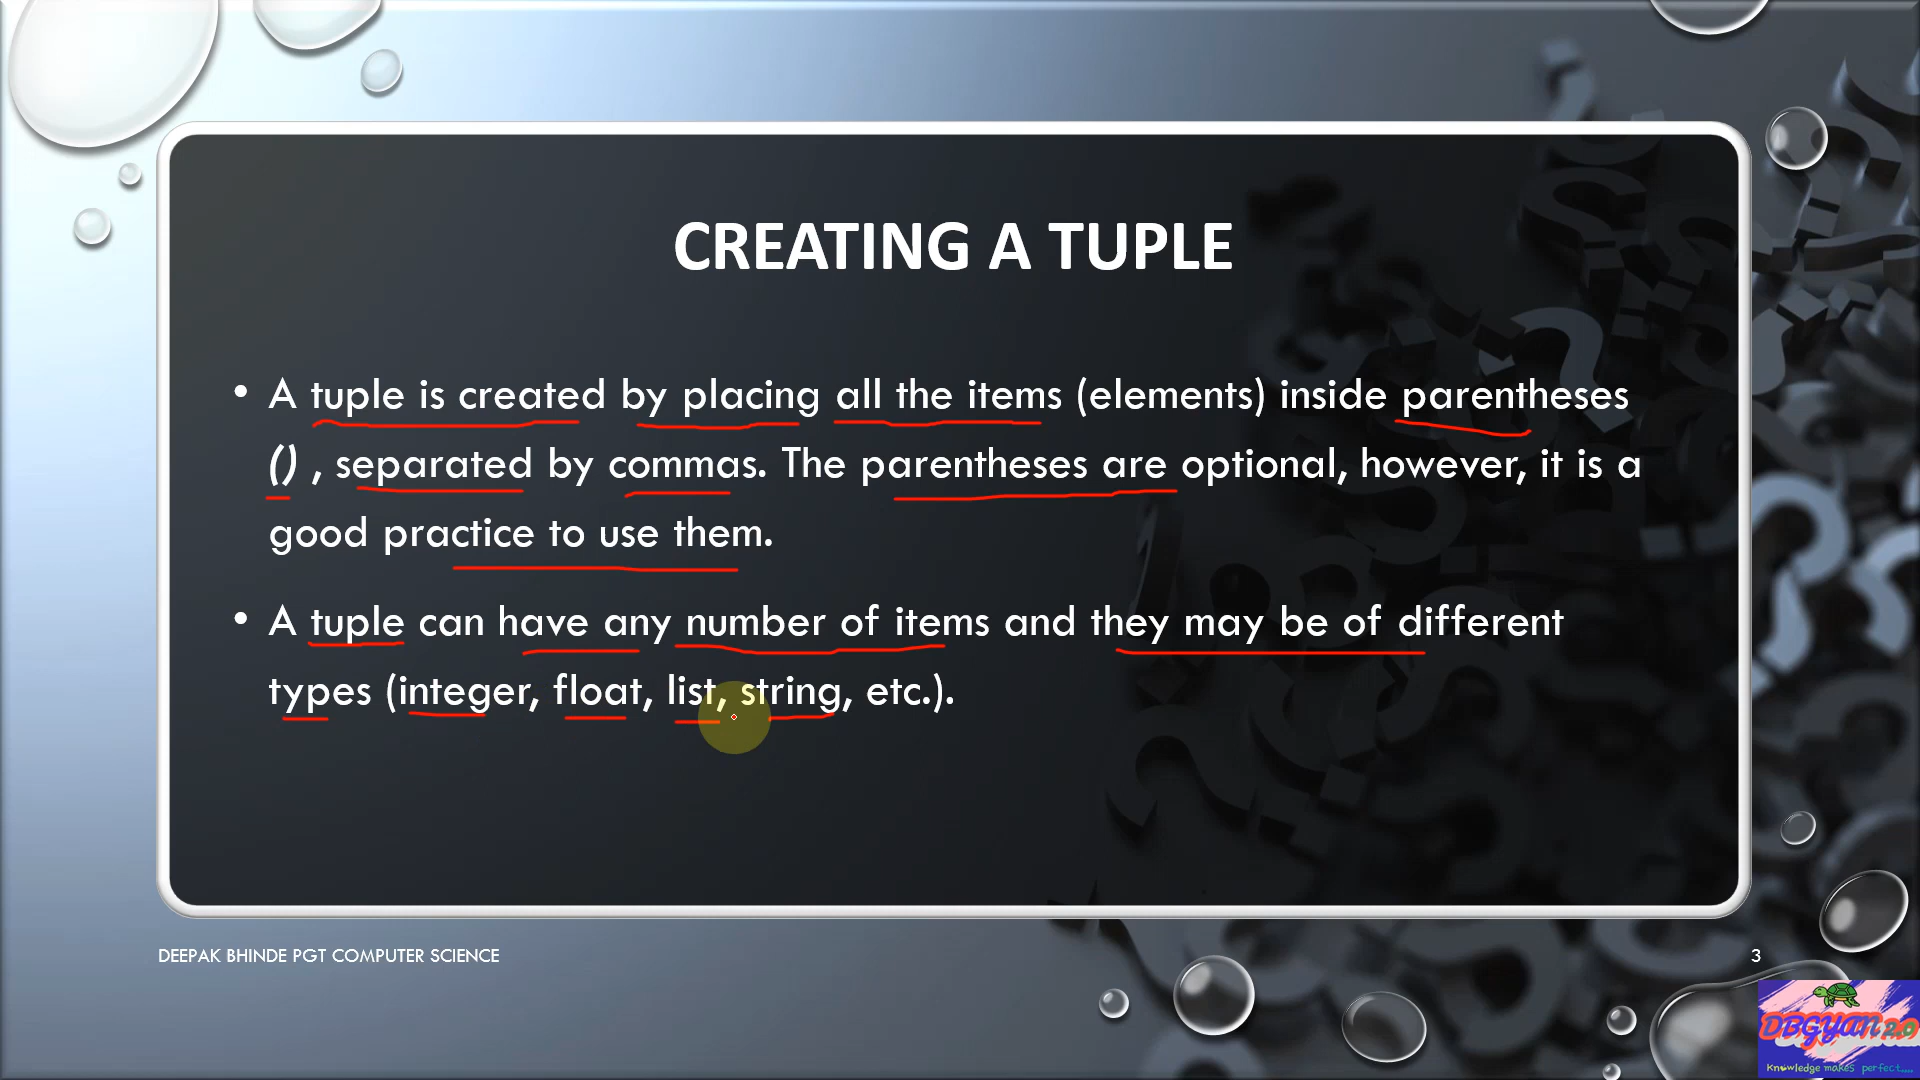 CREATING A TUPLE
• A tuple is created by placing all the items (elements) inside parentheses
() , separated by commas. The parentheses are optional, however, it is a
good practice to use them.
• A tuple can have any number of items and they may be of different
types (integer, float, list, string, etc.).
DEEPAK BHINDE PGT COMPUTER SCIENCE
3
DBGyan 2.0
Knowledge makes perfect....